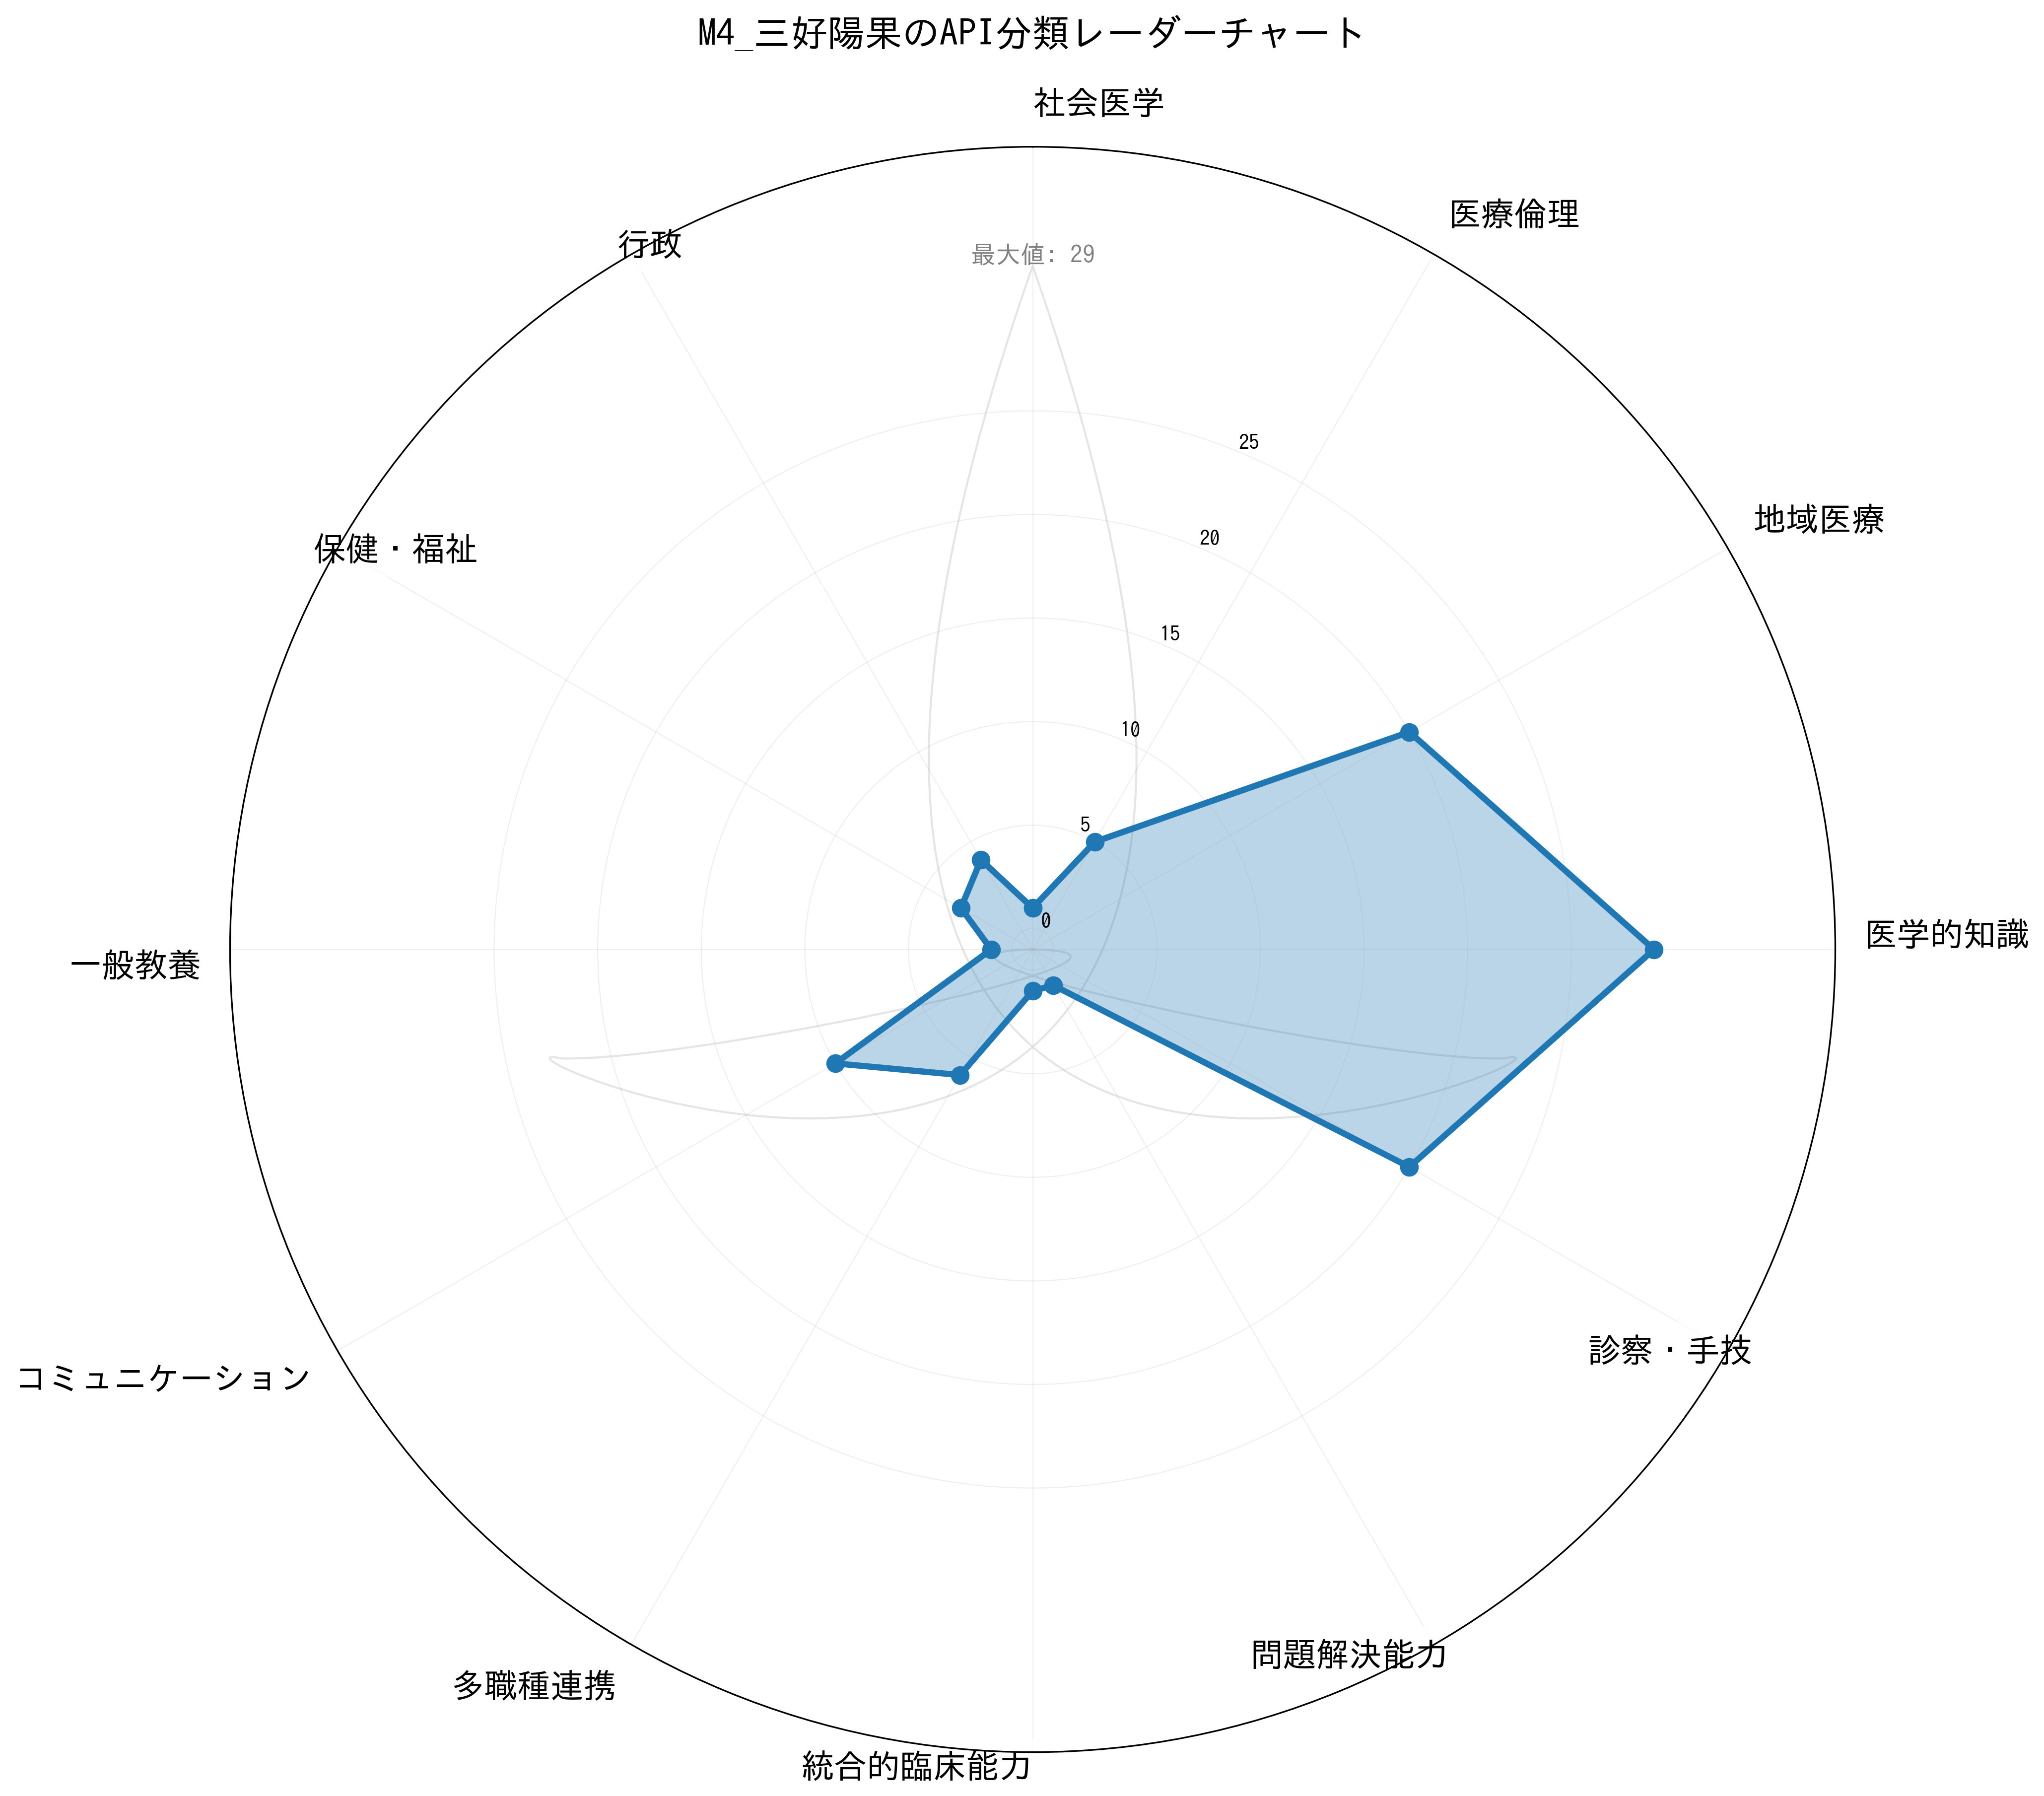 M4_三好陽果のAPI分類レーダーチャート
社会医学
医療倫理
行政
最大値: 29
25
地域医療
20
保健・福祉
15
10
5
0
医学的知識
一般教養
診察・手技
コミュニケーション
問題解決能力
多職種連携
統合的臨床能力